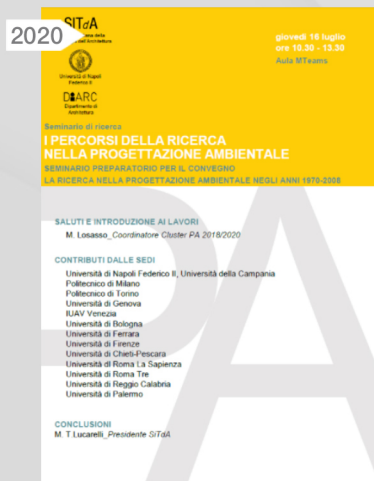 2020
SITdA
della
dell'Architettura
Università di Napoli
Federico II
DiARC
Dipartimento di
Architettura
giovedì 16 luglio
ore 10.30 - 13.30
Aula MTeams
Seminario di ricerca
I PERCORSI DELLA RICERCA
NELLA PROGETTAZIONE AMBIENTALE
SEMINARIO PREPARATORIO PER IL CONVEGNO
LA RICERCA NELLA PROGETTAZIONE AMBIENTALE NEGLI ANNI 1970-2008
SALUTI E INTRODUZIONE AI LAVORI
M. Losasso_Coordinatore Cluster PA 2018/2020
CONTRIBUTI DALLE SEDI
Università di Napoli Federico II, Università della Campania
Politecnico di Milano
Politecnico di Torino
Università di Genova
IUAV Venezia
Università di Bologna
Università di Ferrara
Università di Firenze
Università di Chieti-Pescara
Università di Roma La Sapienza
Università di Roma Tre
Università di Reggio Calabria
Università di Palermo
CONCLUSIONI
M. T.Lucarelli_Presidente SITdA
PA